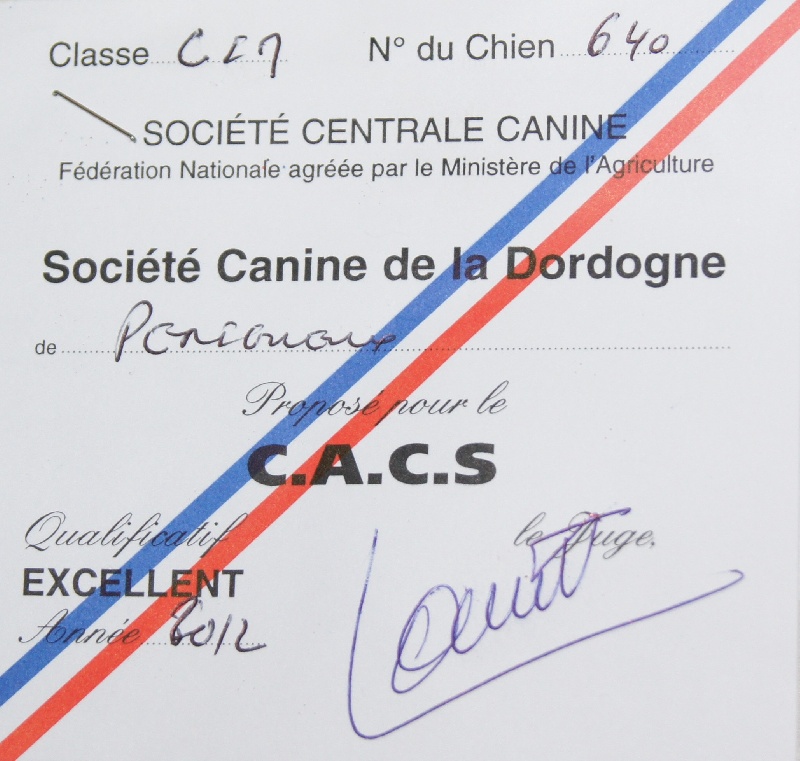 Classe N° du Chien 640
SOCIÉTÉ CENTRALE CANINE
Fédération Nationale agréée par le Ministère de l'Agriculture
Société Canine de la Dordogne
de Périgueux
Proposé pour le
C.A.C.S
Qualificatif le Juge,
EXCELLENT
Année 2012